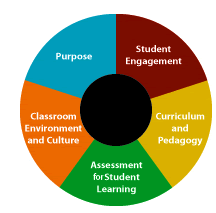 Purpose
Student
Engagement
Classroom
Environment
and Culture
Curriculum
and
Pedagogy
Assessment
for Student
Learning